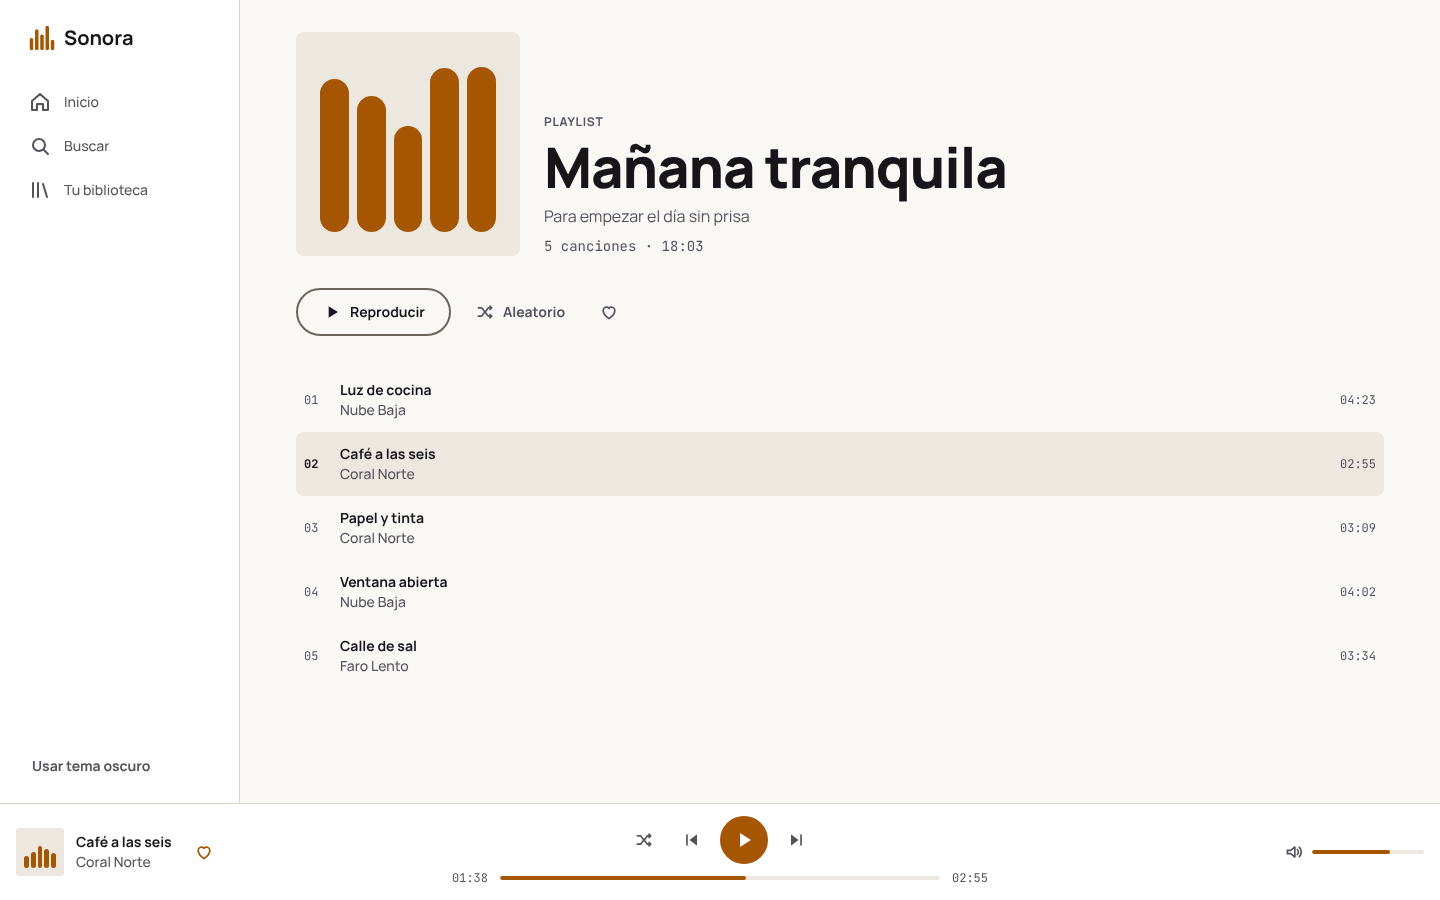 Sonora
Inicio
Buscar
Tu biblioteca
Usar tema oscuro
PLAYLIST
Mañana tranquila
Para empezar el día sin prisa
5 canciones · 18:03
Reproducir
Aleatorio
01
Luz de cocina
Nube Baja
04:23
02
Café a las seis
Coral Norte
02:55
03
Papel y tinta
Coral Norte
03:09
04
Ventana abierta
Nube Baja
04:02
05
Calle de sal
Faro Lento
03:34
Café a las seis
Coral Norte
01:38
02:55